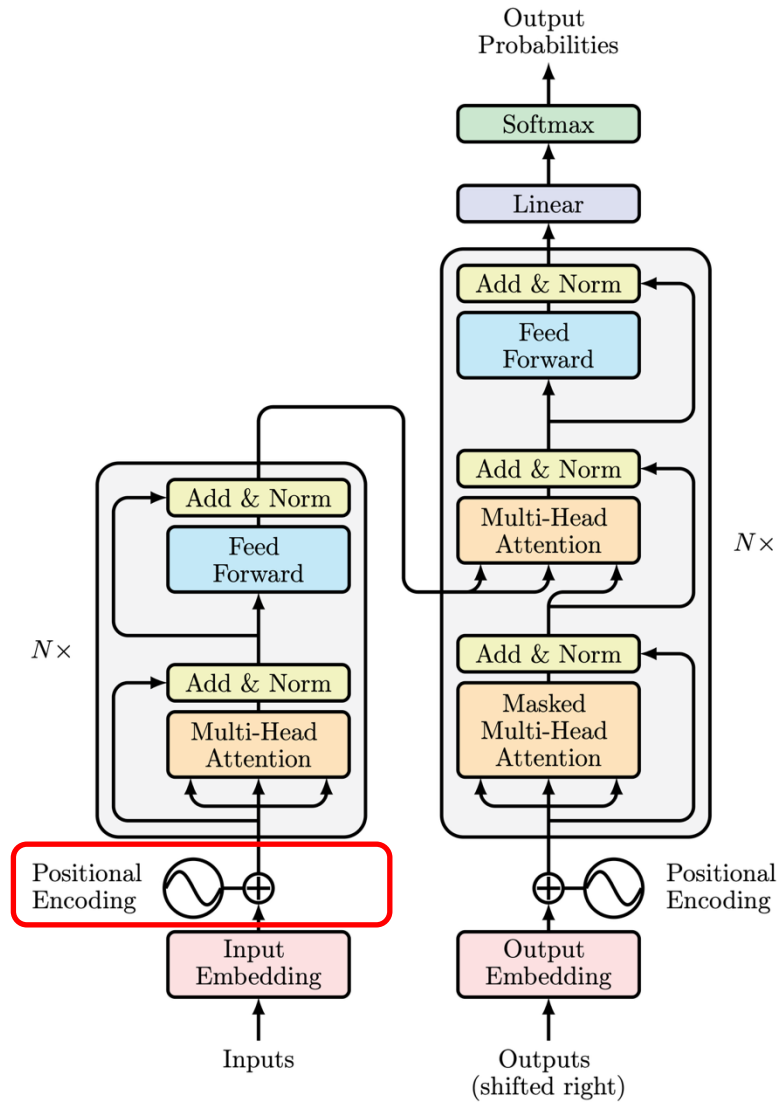 Output
Probabilities
Softmax
Linear
Add & Norm
Feed
Forward
Add & Norm
Multi-Head
Attention
N×
Add & Norm
Masked
Multi-Head
Attention
Add & Norm
Feed
Forward
N×
Add & Norm
Multi-Head
Attention
Positional
Encoding
Positional
Encoding
Input
Embedding
Output
Embedding
Inputs
Outputs
(shifted right)